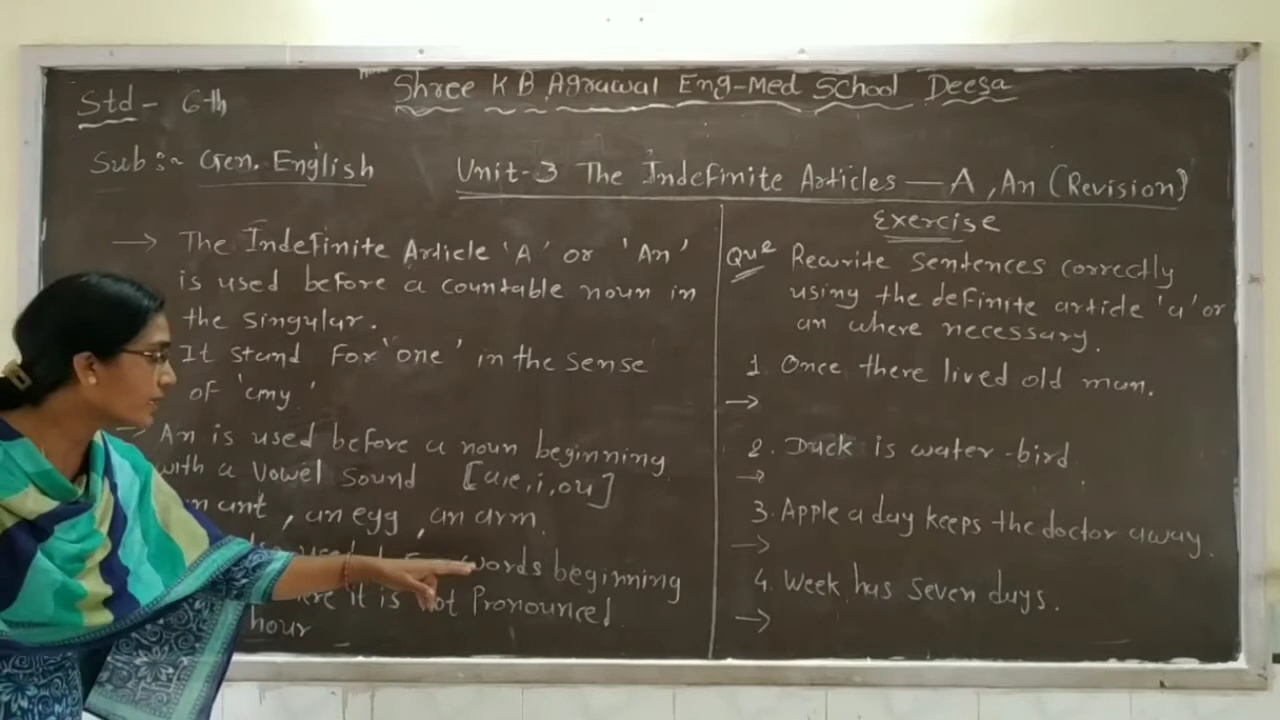 Shree K B Agrawal Eng-Med School Deesa
Std - 6th
Sub :- Gen. English
Unit-3 The Indefinite Articles — A, An (Revision)
→ The Indefinite Article 'A' or 'An'
is used before a countable noun in
the singular.
It stand for 'one' in the sense
of 'any.'
→ An is used before a noun beginning
with a vowel sound [a,e,i,o,u]
ant, an egg, an arm.
words beginning
it is not Pronounced
hour
Exercise
Que Rewrite sentences correctly
using the definite article 'a' or
an where necessary.
1. Once there lived old man.
→
2. Duck is water-bird.
→
3. Apple a day keeps the doctor away.
→
4. Week has seven days.
→